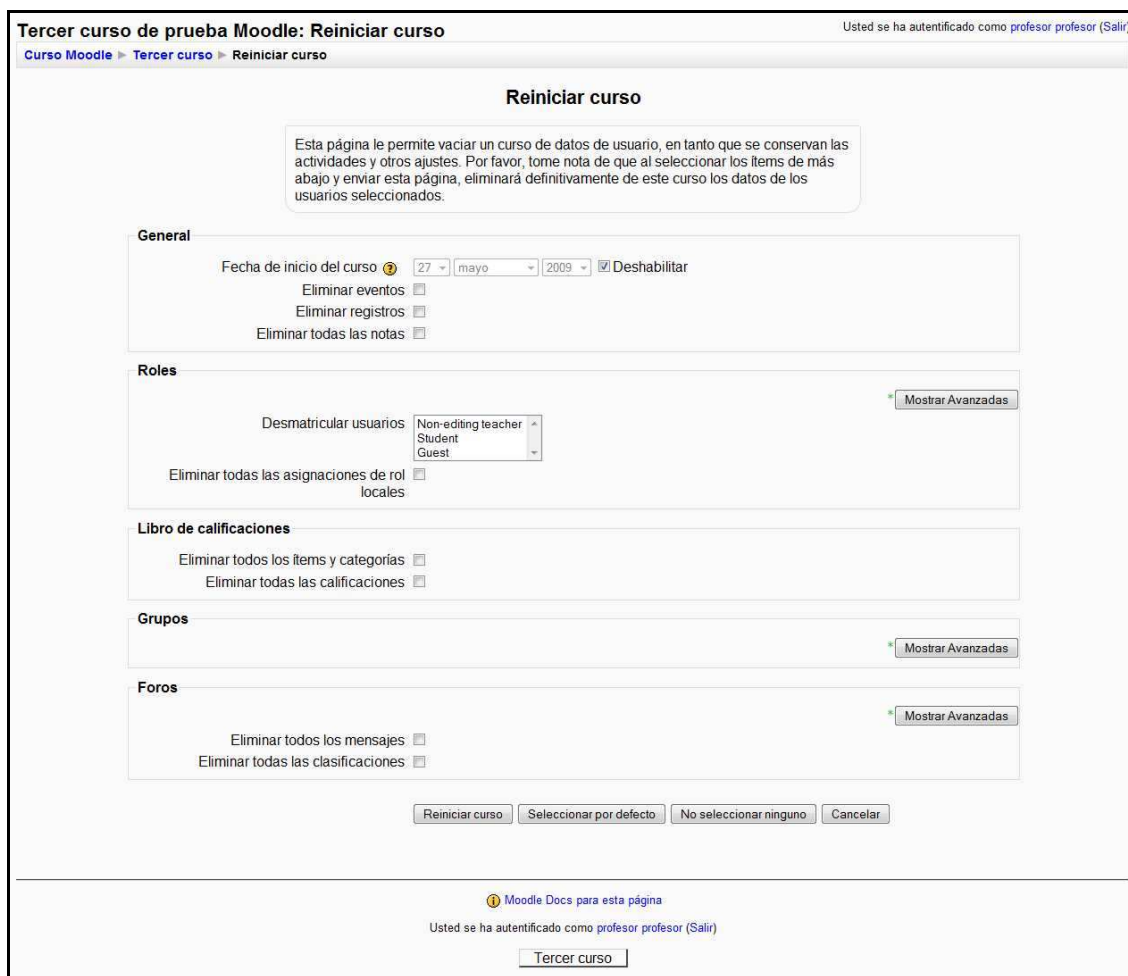 Tercer curso de prueba Moodle: Reiniciar curso
Usted se ha autentificado como profesor profesor (Salir)
Curso Moodle ► Tercer curso ► Reiniciar curso
Reiniciar curso
Esta página le permite vaciar un curso de datos de usuario, en tanto que se conservan las
actividades y otros ajustes. Por favor, tome nota de que al seleccionar los ítems de más
abajo y enviar esta página, eliminará definitivamente de este curso los datos de los
usuarios seleccionados.
General
Fecha de inicio del curso 27 mayo 2009 Deshabilitar
Eliminar eventos
Eliminar registros
Eliminar todas las notas
Roles
* Mostrar Avanzadas
Desmatricular usuarios Non-editing teacher
Student
Guest
Eliminar todas las asignaciones de rol
locales
Libro de calificaciones
Eliminar todos los ítems y categorías
Eliminar todas las calificaciones
Grupos
* Mostrar Avanzadas
Foros
* Mostrar Avanzadas
Eliminar todos los mensajes
Eliminar todas las clasificaciones
Reiniciar curso Seleccionar por defecto No seleccionar ninguno Cancelar
Moodle Docs para esta página
Usted se ha autentificado como profesor profesor (Salir)
Tercer curso